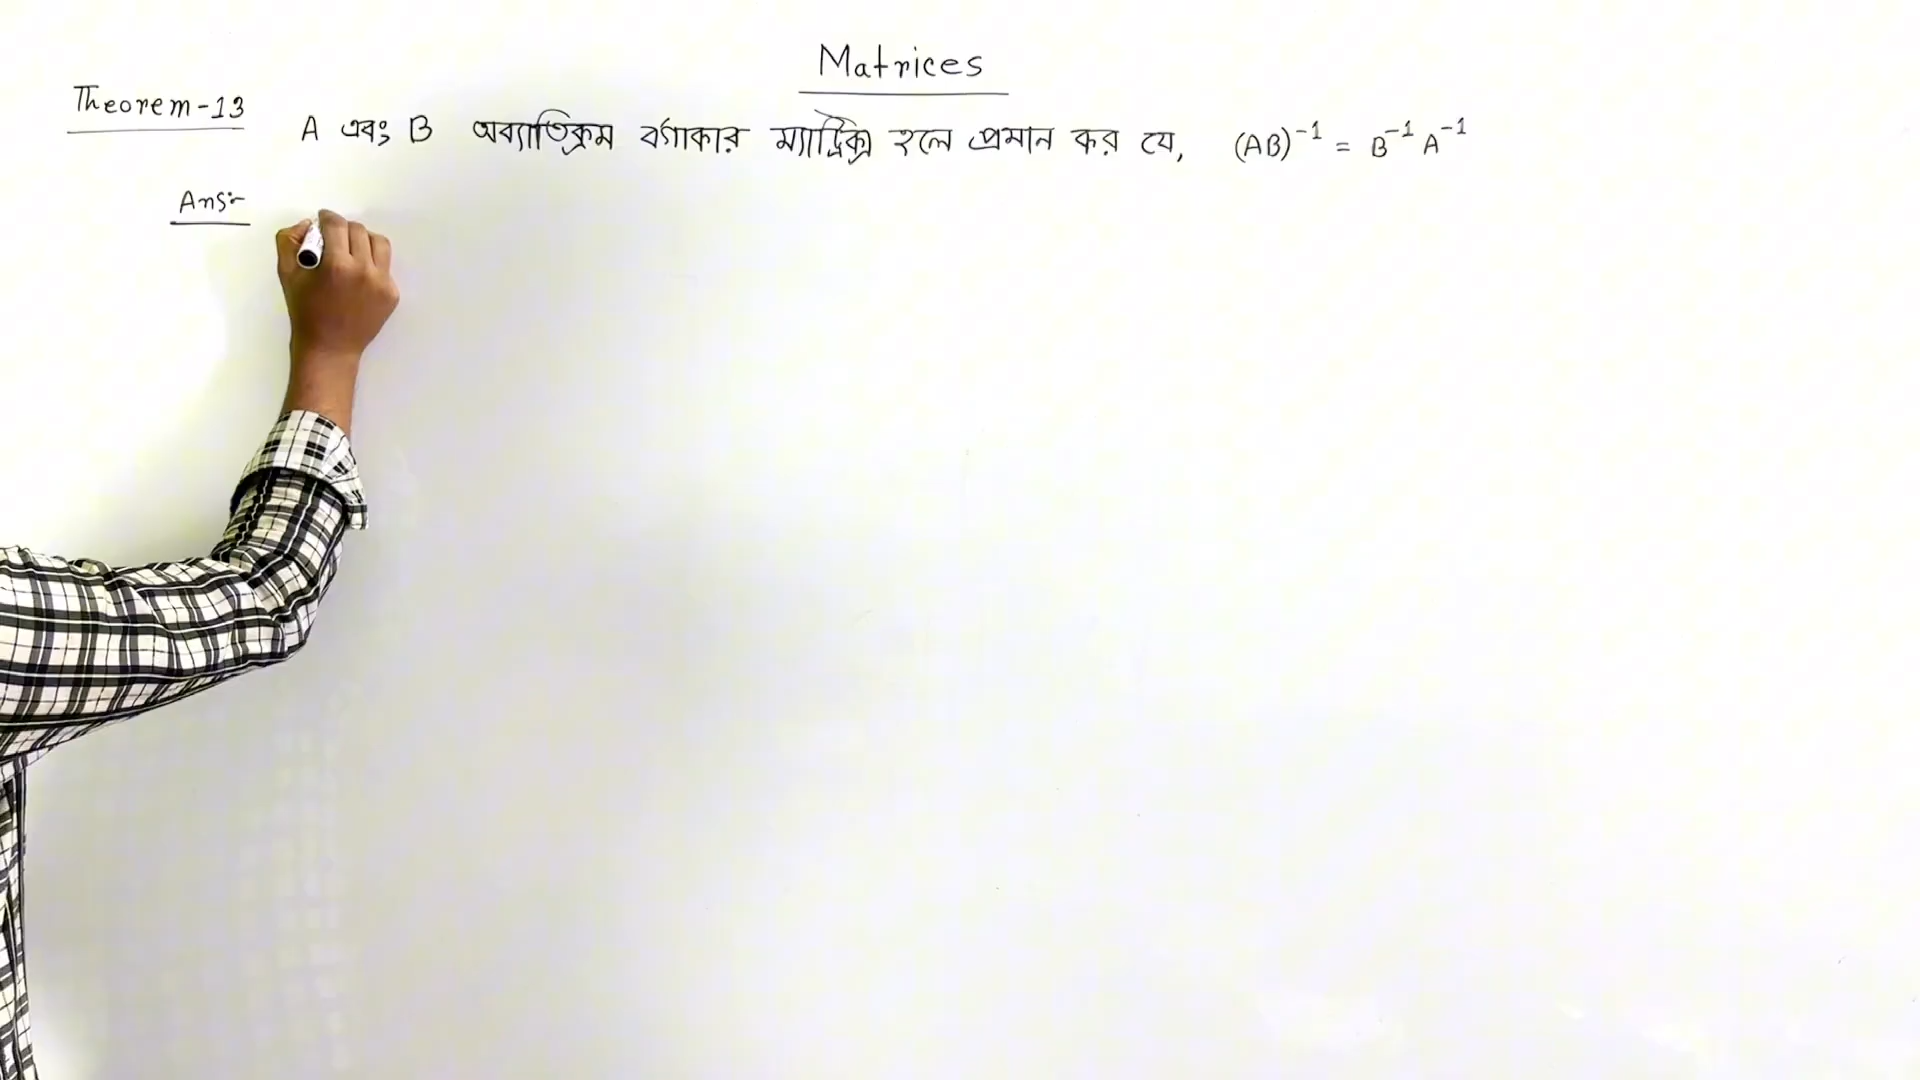 Matrices
Theorem-13 A এবং B অব্যাতিক্রম বর্গাকার ম্যাট্রিক্স হলে প্রমান কর যে, (AB)⁻¹ = B⁻¹ A⁻¹
Ans:-